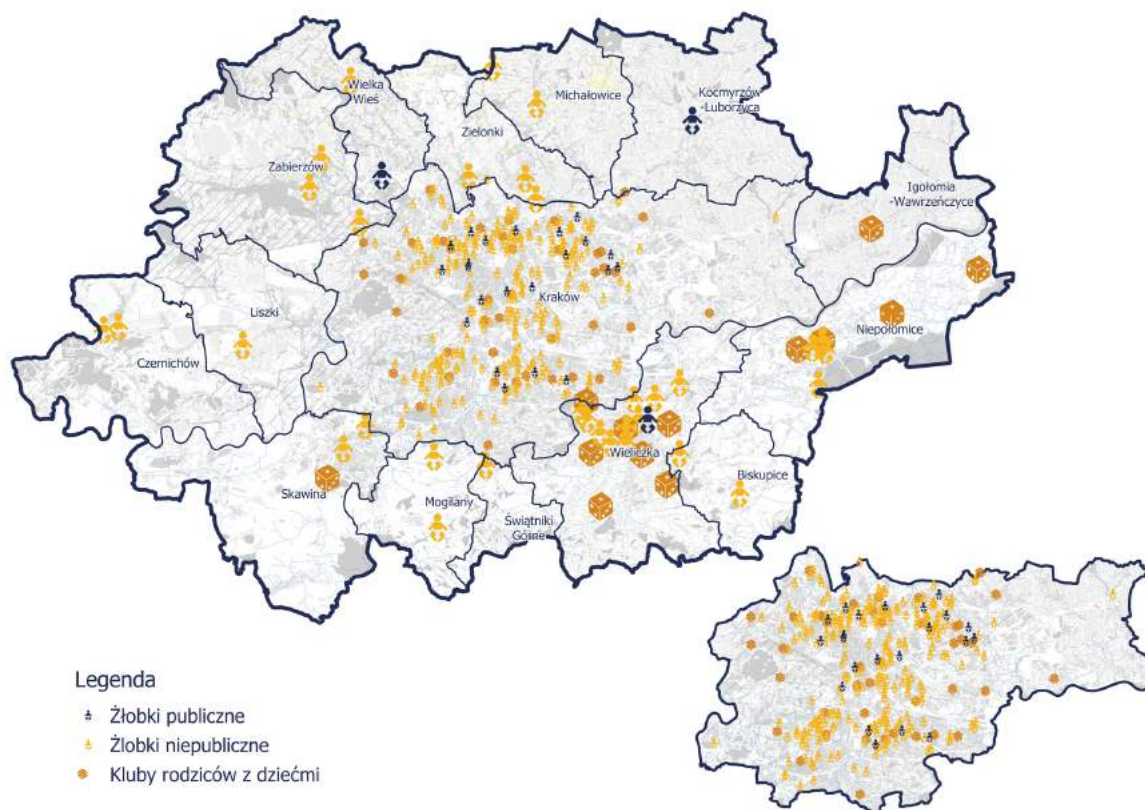 Wielka
Wieś
Michałowice
Kocmyrzów
-Luborzyca
Zielonki
Zabierzów
Igołomia
-Wawrzeńczyce
Kraków
Liszki
Niepołomice
Czernichów
Wieliczka
Biskupice
Skawina
Mogilany
Świątniki
Górne
Legenda
Żłobki publiczne
Żłobki niepubliczne
Kluby rodziców z dziećmi